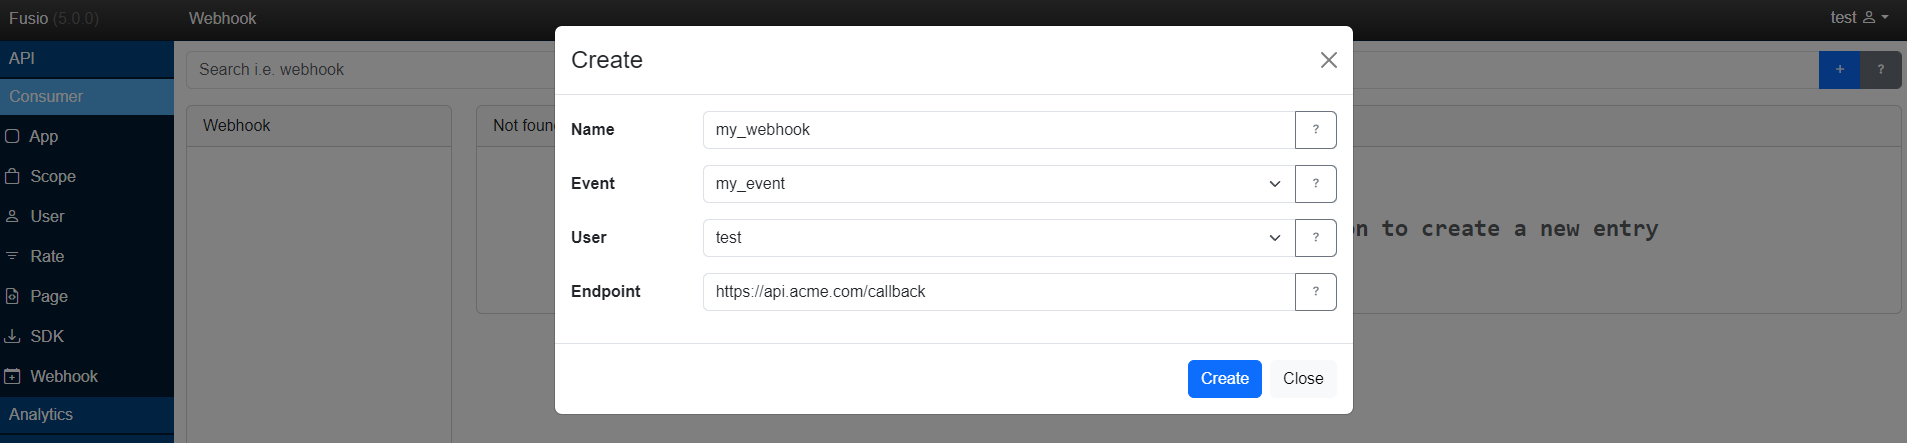 Fusio (5.0.0)
Webhook
test
API
Consumer
App
Scope
User
Rate
Page
SDK
Webhook
Analytics
Search i.e. webhook
+
?
Webhook
Not foun
on to create a new entry
Create
Name
my_webhook
?
Event
my_event
?
User
test
?
Endpoint
https://api.acme.com/callback
?
Create
Close